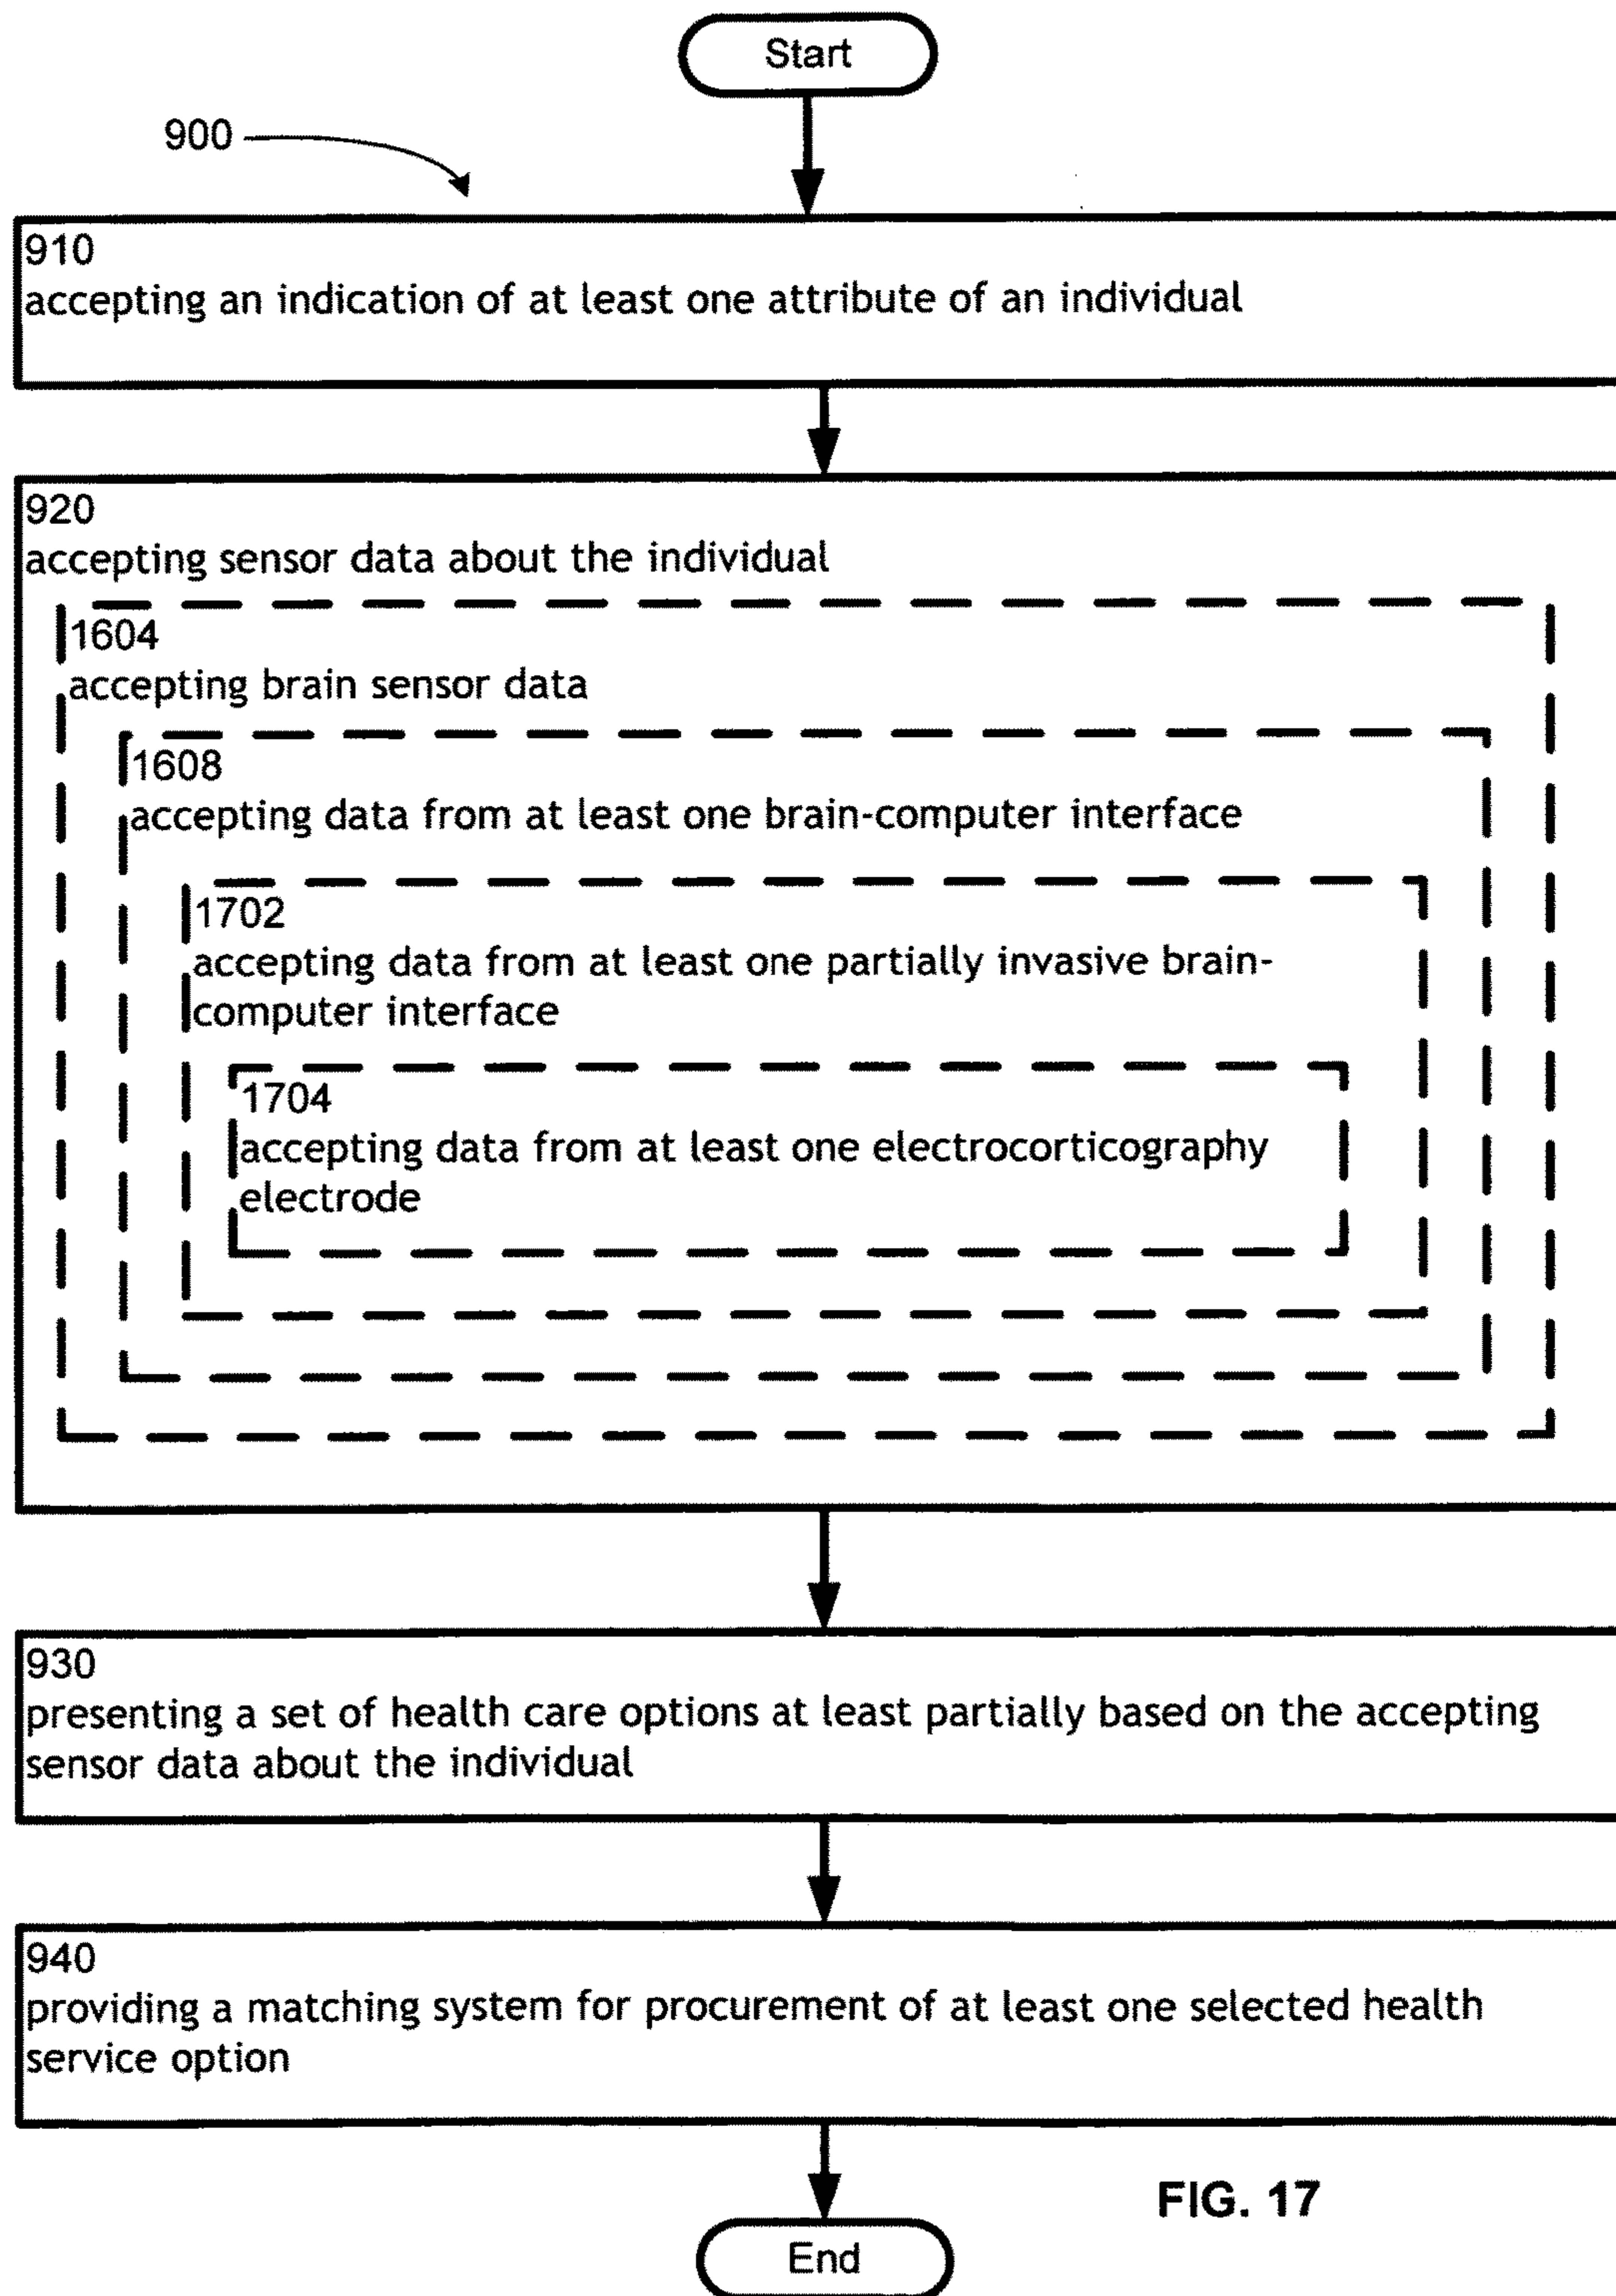 Start
900
910
accepting an indication of at least one attribute of an individual
920
accepting sensor data about the individual
1604
accepting brain sensor data
1608
accepting data from at least one brain-computer interface
1702
accepting data from at least one partially invasive brain-
computer interface
1704
accepting data from at least one electrocorticography
electrode
930
presenting a set of health care options at least partially based on the accepting
sensor data about the individual
940
providing a matching system for procurement of at least one selected health
service option
FIG. 17
End